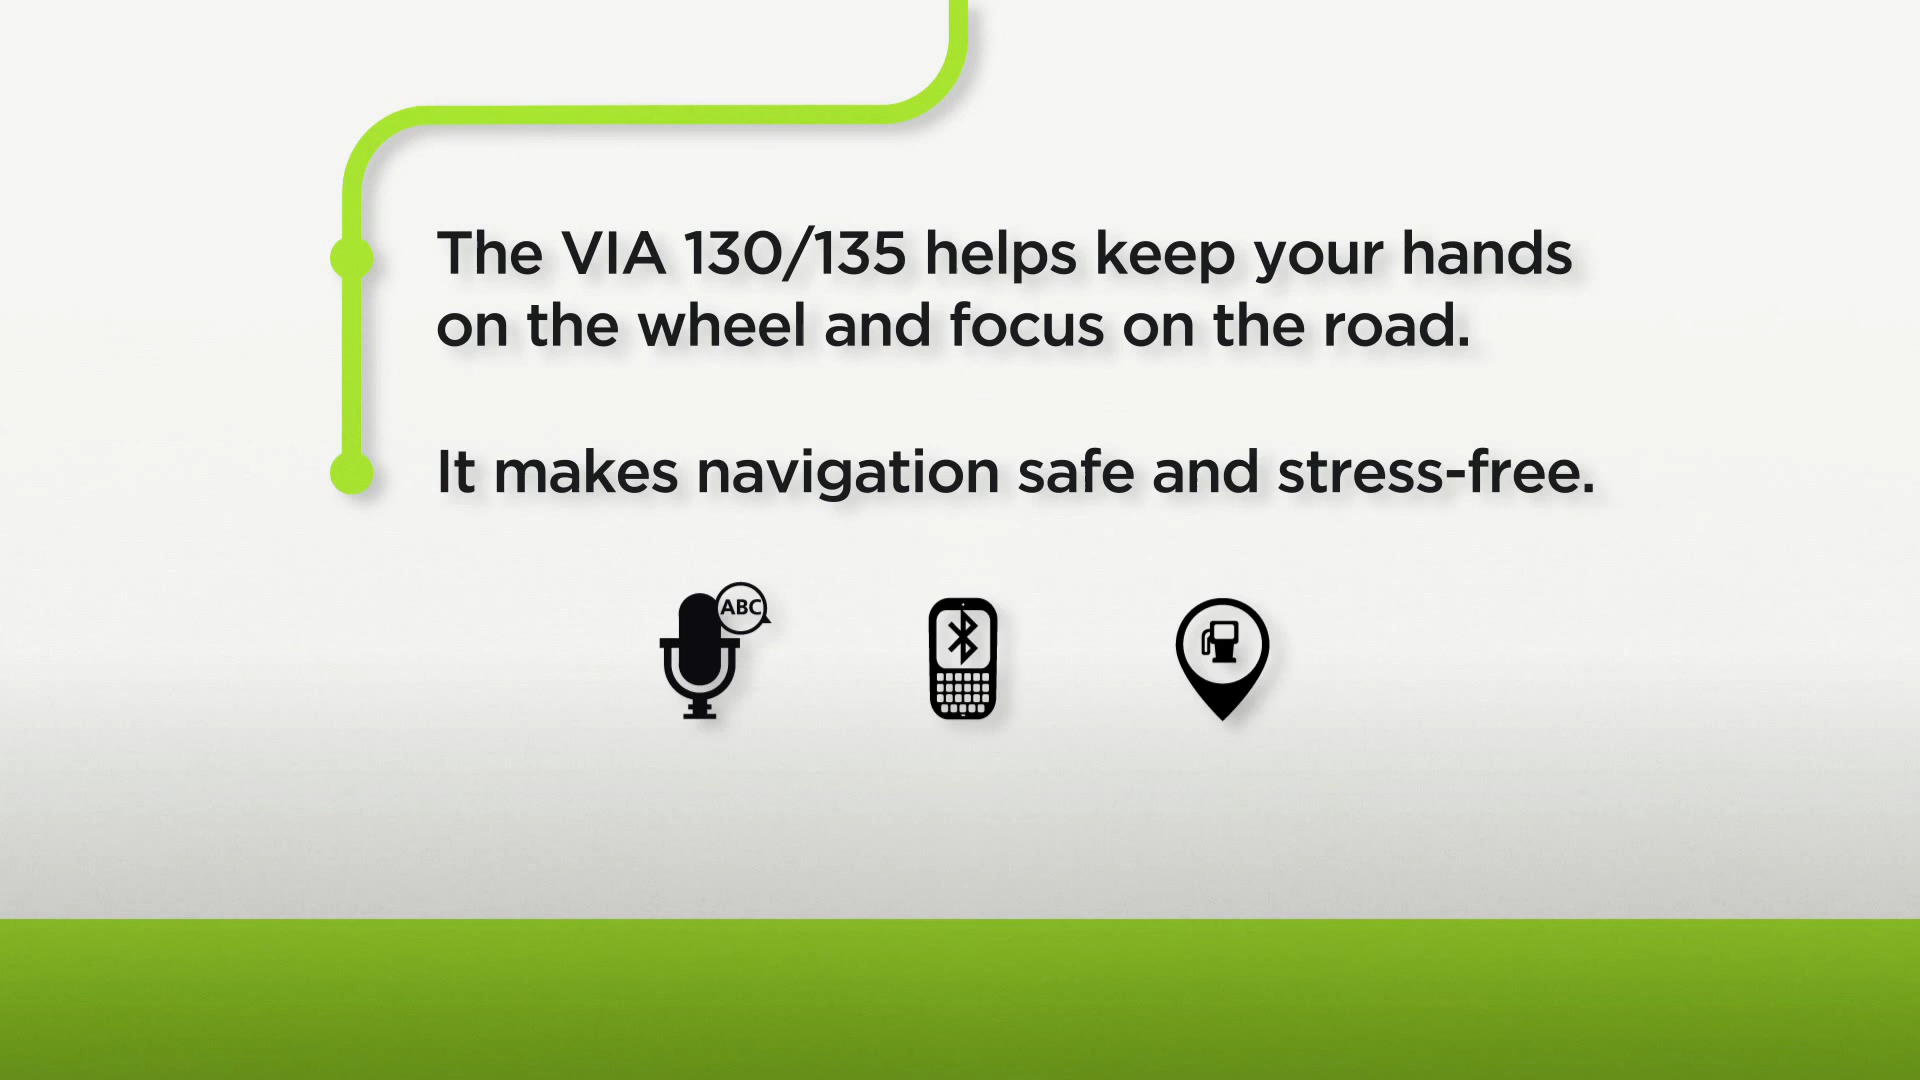 The VIA 130/135 helps keep your hands
on the wheel and focus on the road.
It makes navigation safe and stress-free.
ABC